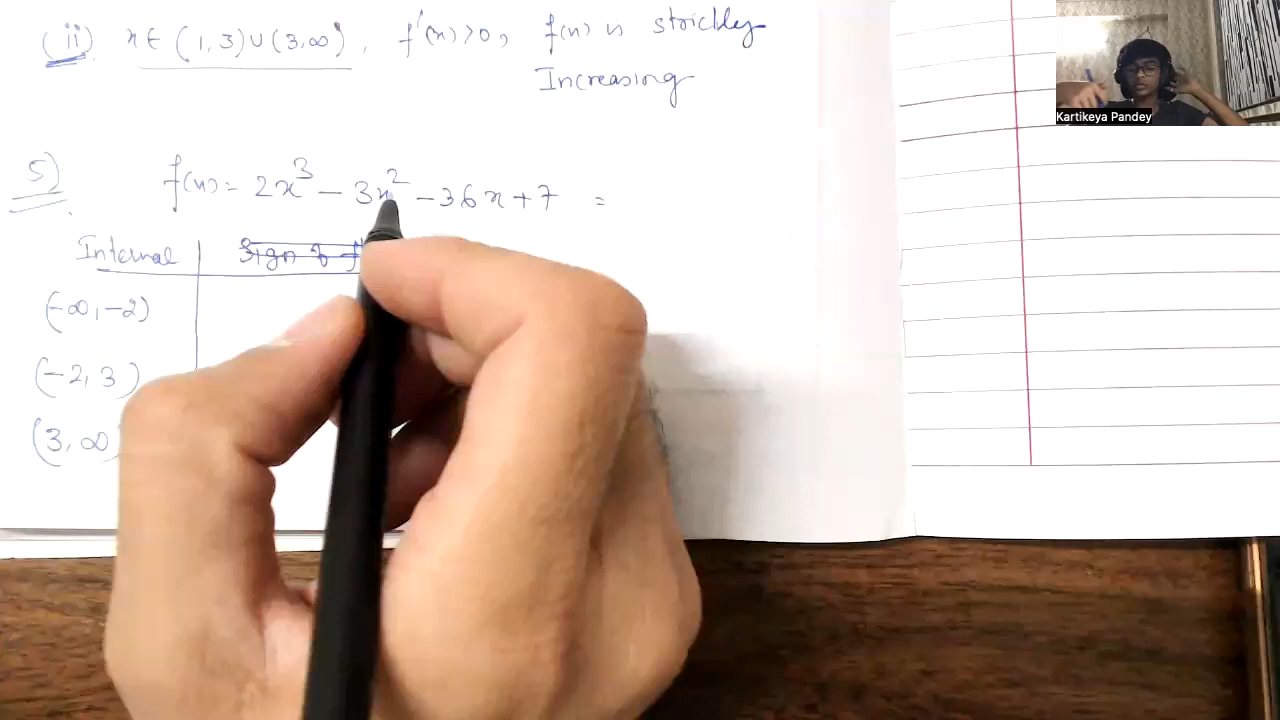 (ii) x ∈ (1,3) ∪ (3,∞), f'(x) > 0, f(x) is strictly
Increasing
Kartikeya Pandey
5) f(x) = 2x³ - 3x² - 36x + 7 =
Interval
(-∞, -2)
(-2, 3)
(3, ∞